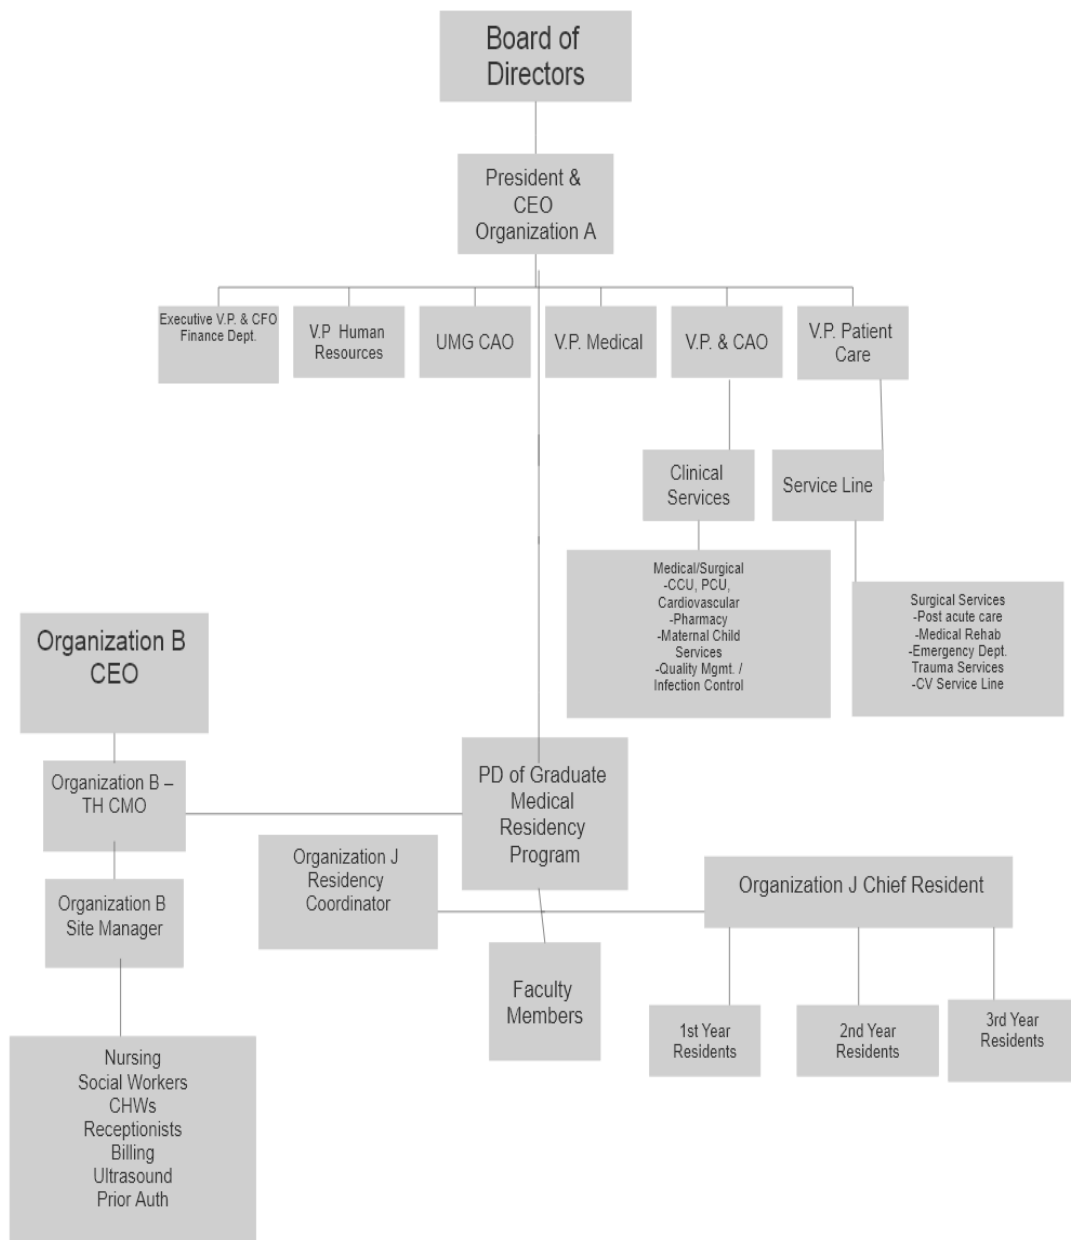 Board of
Directors
President &
CEO
Organization A
Executive V.P. & CFO
Finance Dept.
V.P Human
Resources
UMG CAO
V.P. Medical
V.P. & CAO
V.P. Patient
Care
Clinical
Services
Service Line
Medical/Surgical
-CCU, PCU,
Cardiovascular
-Pharmacy
-Maternal Child
Services
-Quality Mgmt. /
Infection Control
Surgical Services
-Post acute care
-Medical Rehab
-Emergency Dept.
Trauma Services
-CV Service Line
Organization B
CEO
Organization B –
TH CMO
PD of Graduate
Medical
Residency
Program
Organization J
Residency
Coordinator
Organization J Chief Resident
Organization B
Site Manager
Faculty
Members
1st Year
Residents
2nd Year
Residents
3rd Year
Residents
Nursing
Social Workers
CHWs
Receptionists
Billing
Ultrasound
Prior Auth